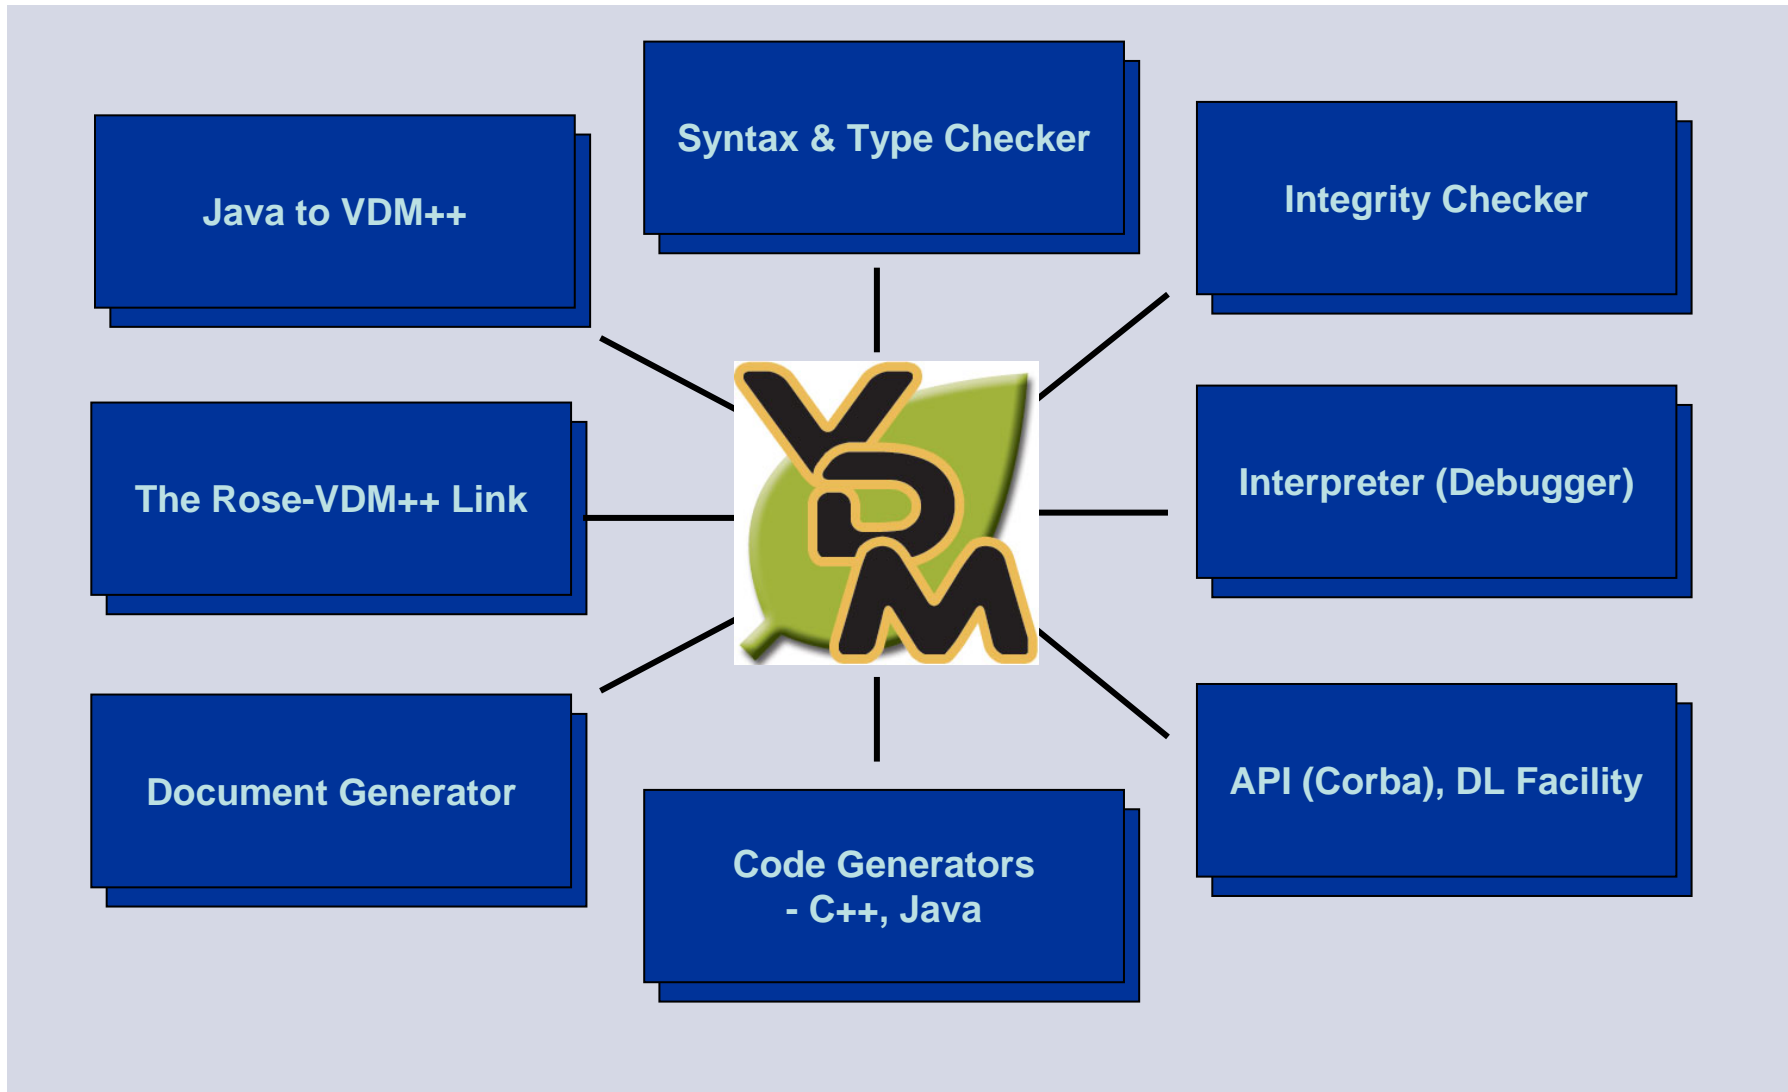 Syntax & Type Checker
Java to VDM++
Integrity Checker
VDM
The Rose-VDM++ Link
Interpreter (Debugger)
Document Generator
API (Corba), DL Facility
Code Generators
- C++, Java